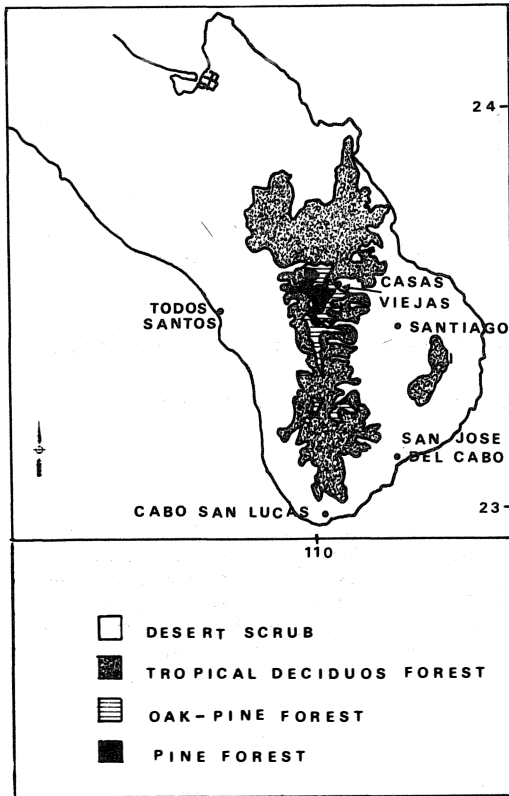 24
CASAS
VIEJAS
TODOS
SANTOS
SANTIAGO
SAN JOSE
DEL CABO
CABO SAN LUCAS
23
110
DESERT SCRUB
TROPICAL DECIDUOS FOREST
OAK-PINE FOREST
PINE FOREST